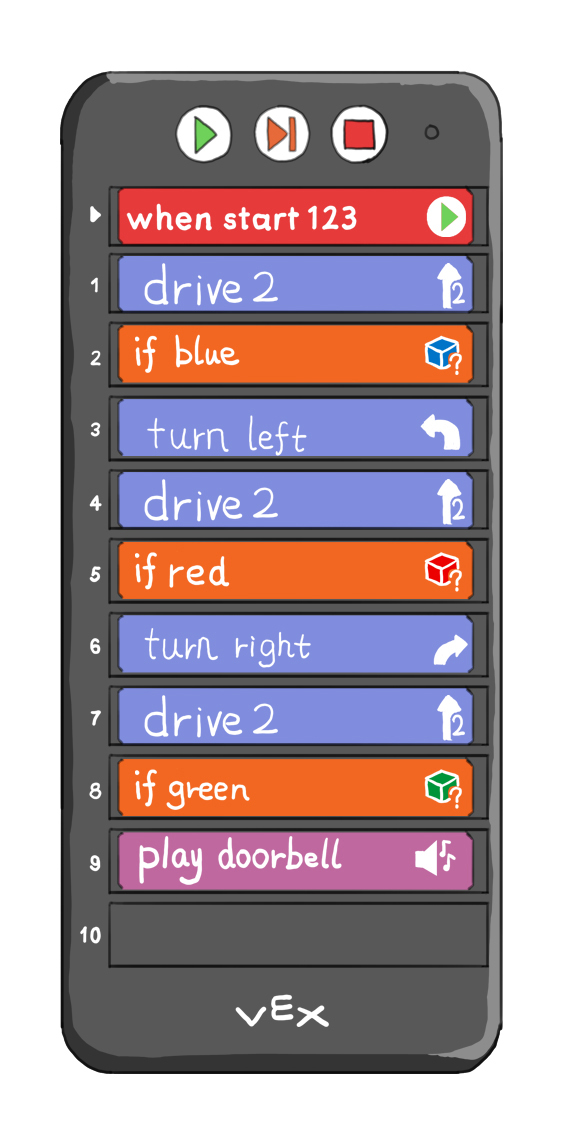 when start 123
1 drive 2 2
2 if blue ?
3 turn left
4 drive 2 2
5 if red ?
6 turn right
7 drive 2 2
8 if green ?
9 play doorbell
10
VEX